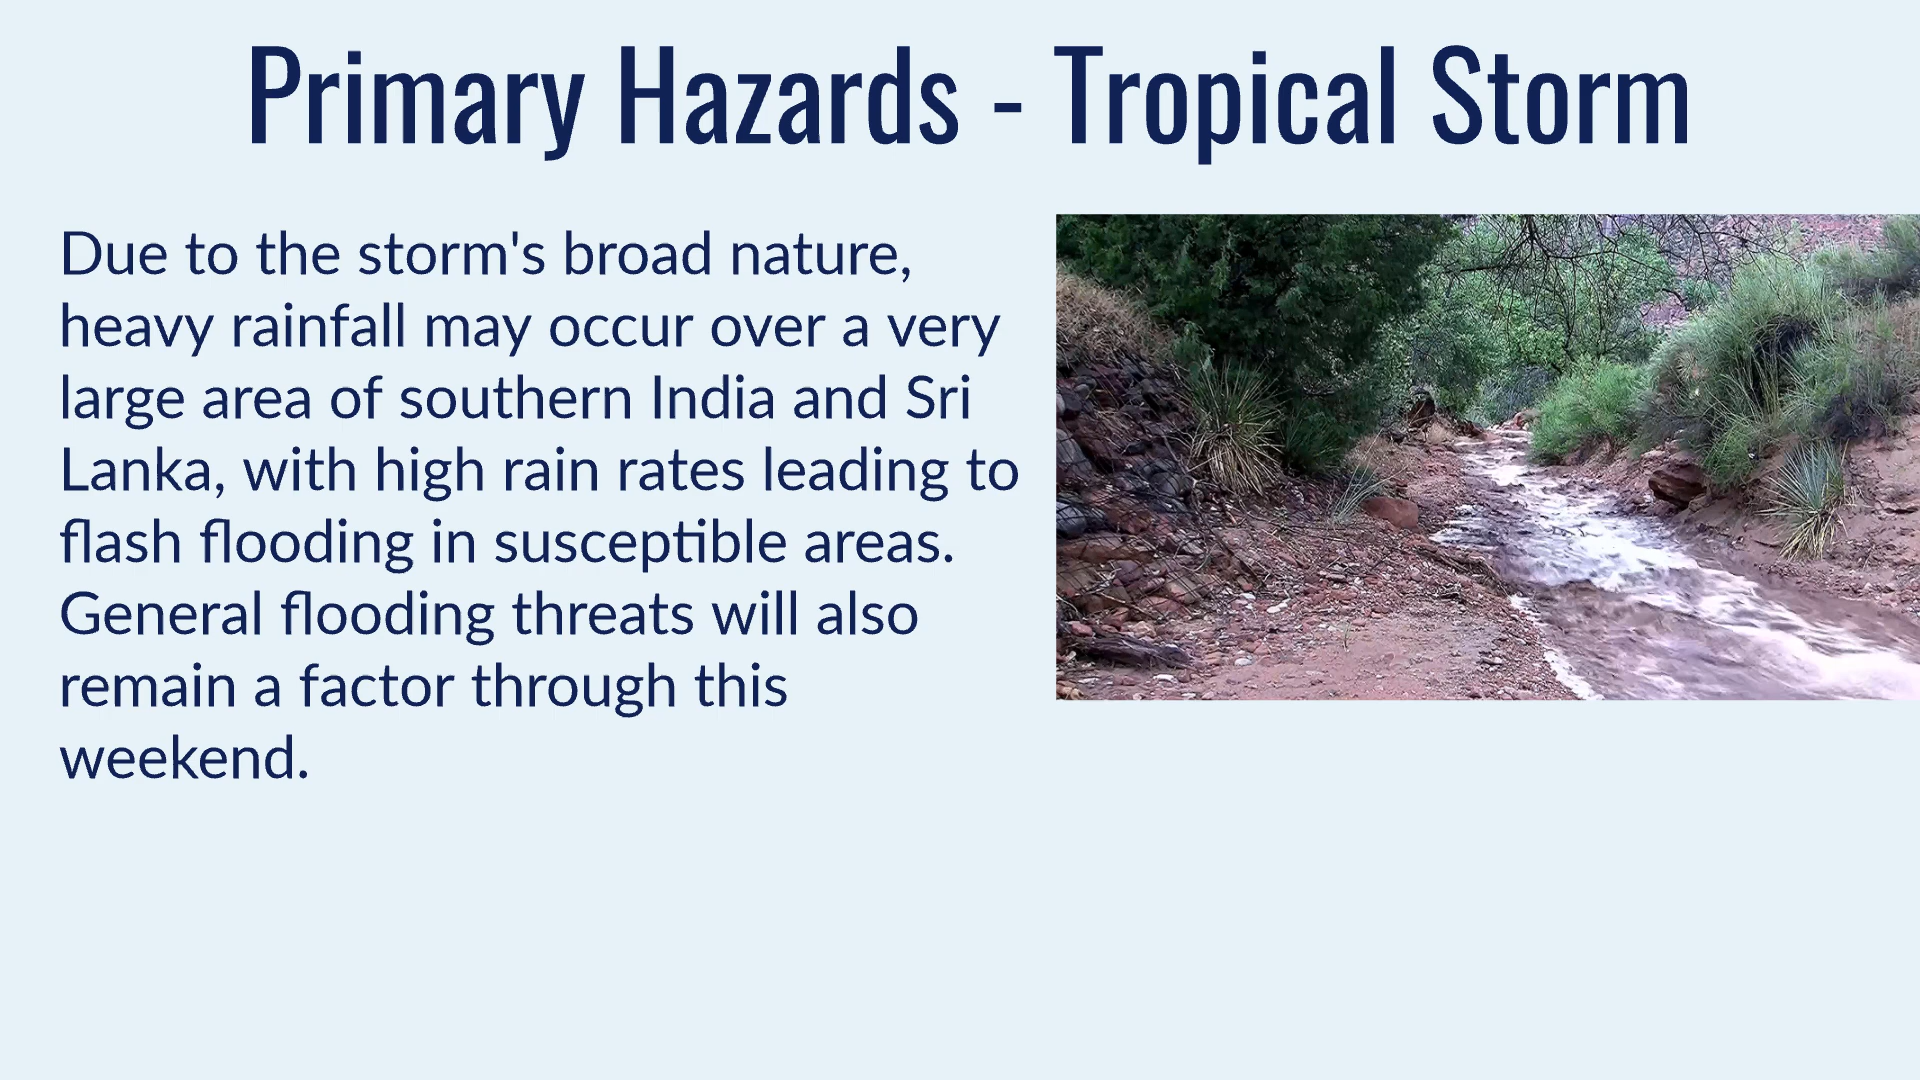 Primary Hazards - Tropical Storm
Due to the storm's broad nature,
heavy rainfall may occur over a very
large area of southern India and Sri
Lanka, with high rain rates leading to
flash flooding in susceptible areas.
General flooding threats will also
remain a factor through this
weekend.